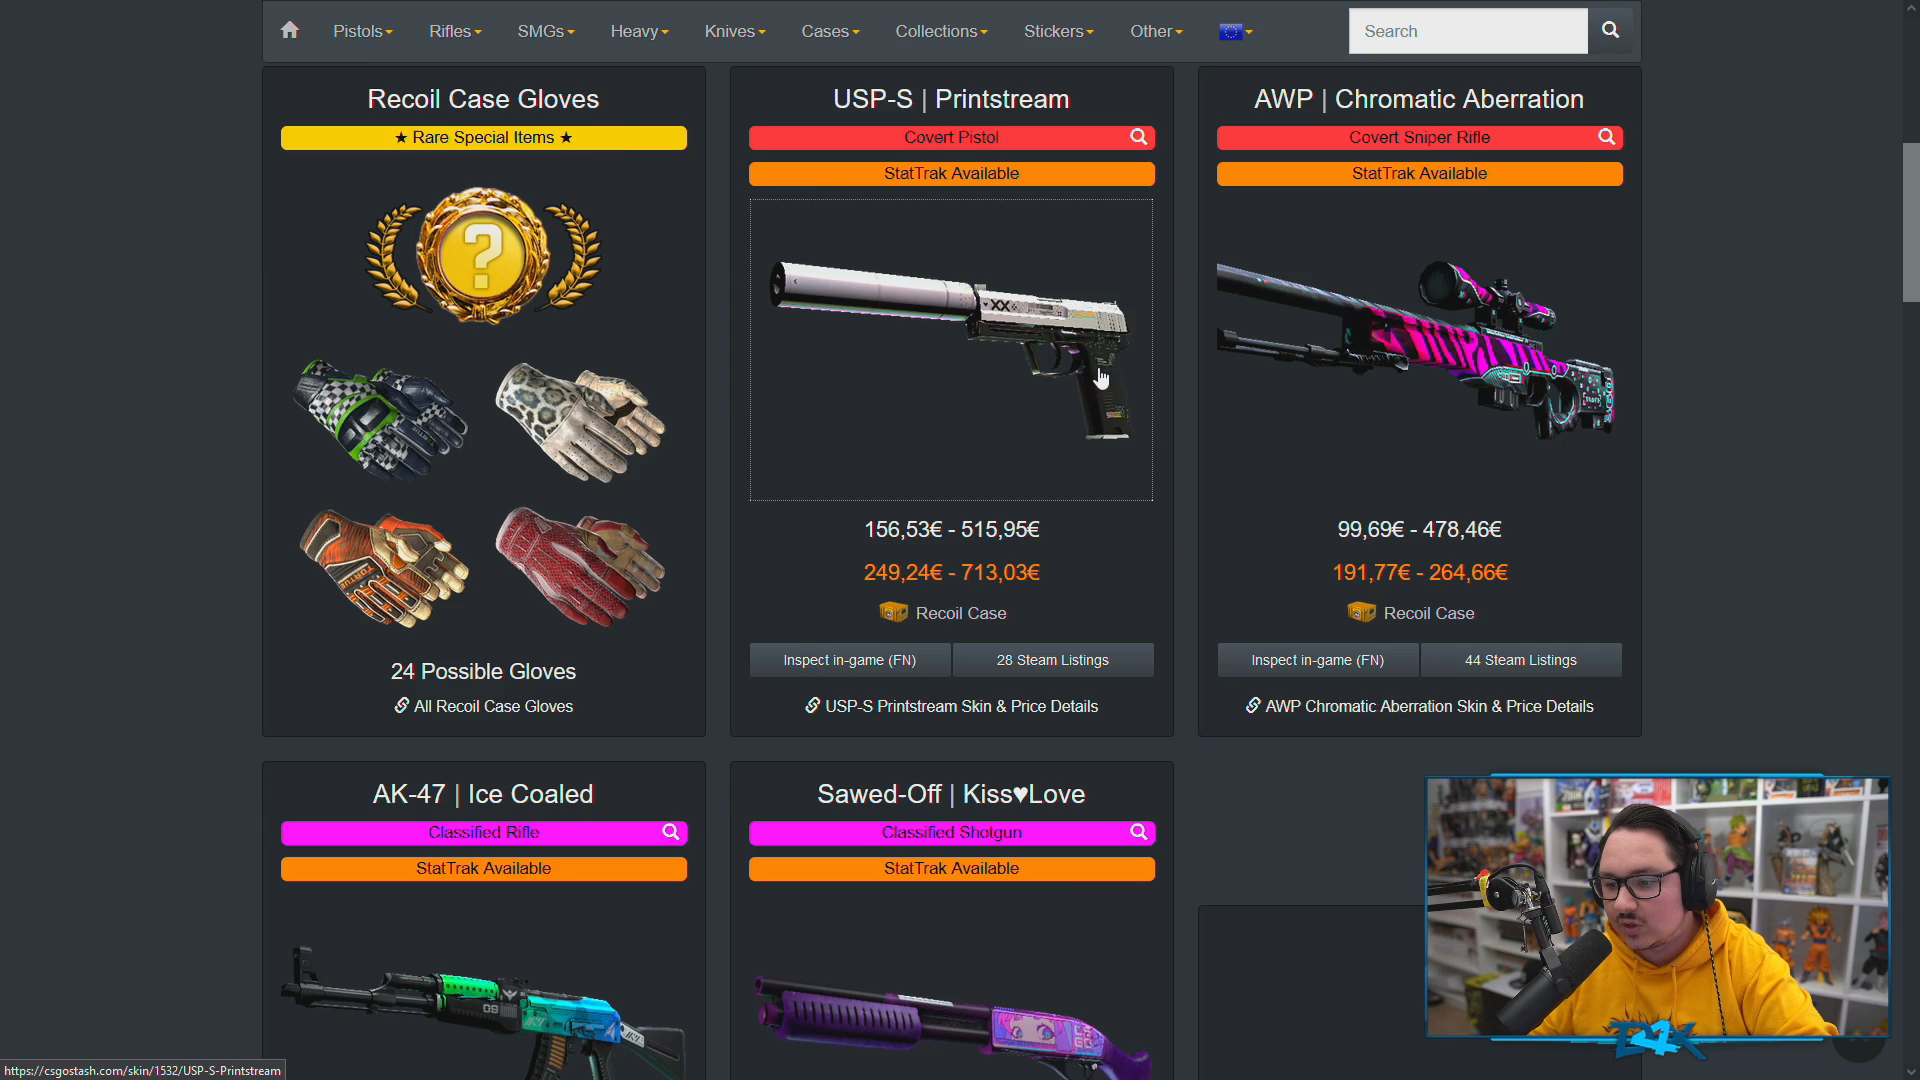 Pistols
Rifles
SMGs
Heavy
Knives
Cases
Collections
Stickers
Other
Search
Recoil Case Gloves
★ Rare Special Items ★
24 Possible Gloves
All Recoil Case Gloves
USP-S | Printstream
Covert Pistol
StatTrak Available
156,53€ - 515,95€
249,24€ - 713,03€
Recoil Case
Inspect in-game (FN)
28 Steam Listings
USP-S Printstream Skin & Price Details
AWP | Chromatic Aberration
Covert Sniper Rifle
StatTrak Available
99,69€ - 478,46€
191,77€ - 264,66€
Recoil Case
Inspect in-game (FN)
44 Steam Listings
AWP Chromatic Aberration Skin & Price Details
AK-47 | Ice Coaled
Classified Rifle
StatTrak Available
09
Sawed-Off | Kiss♥Love
Classified Shotgun
StatTrak Available
https://csgostash.com/skin/1532/USP-S-Printstream